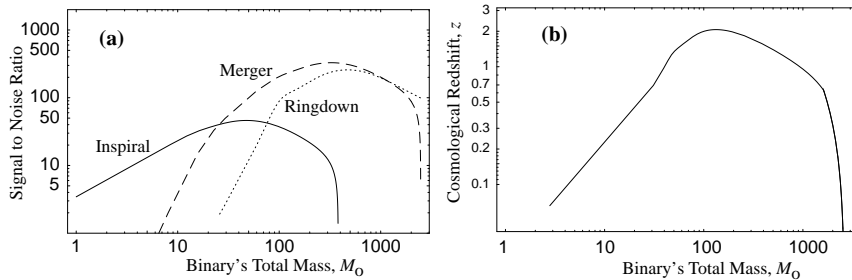 1000
500
100
50
10
5
Signal to Noise Ratio
(a)
Merger
Ringdown
Inspiral
1
10
100
1000
Binary's Total Mass, Mo
3
2
1
0.7
0.5
0.3
0.2
0.1
Cosmological Redshift, z
(b)
1
10
100
1000
Binary's Total Mass, Mo